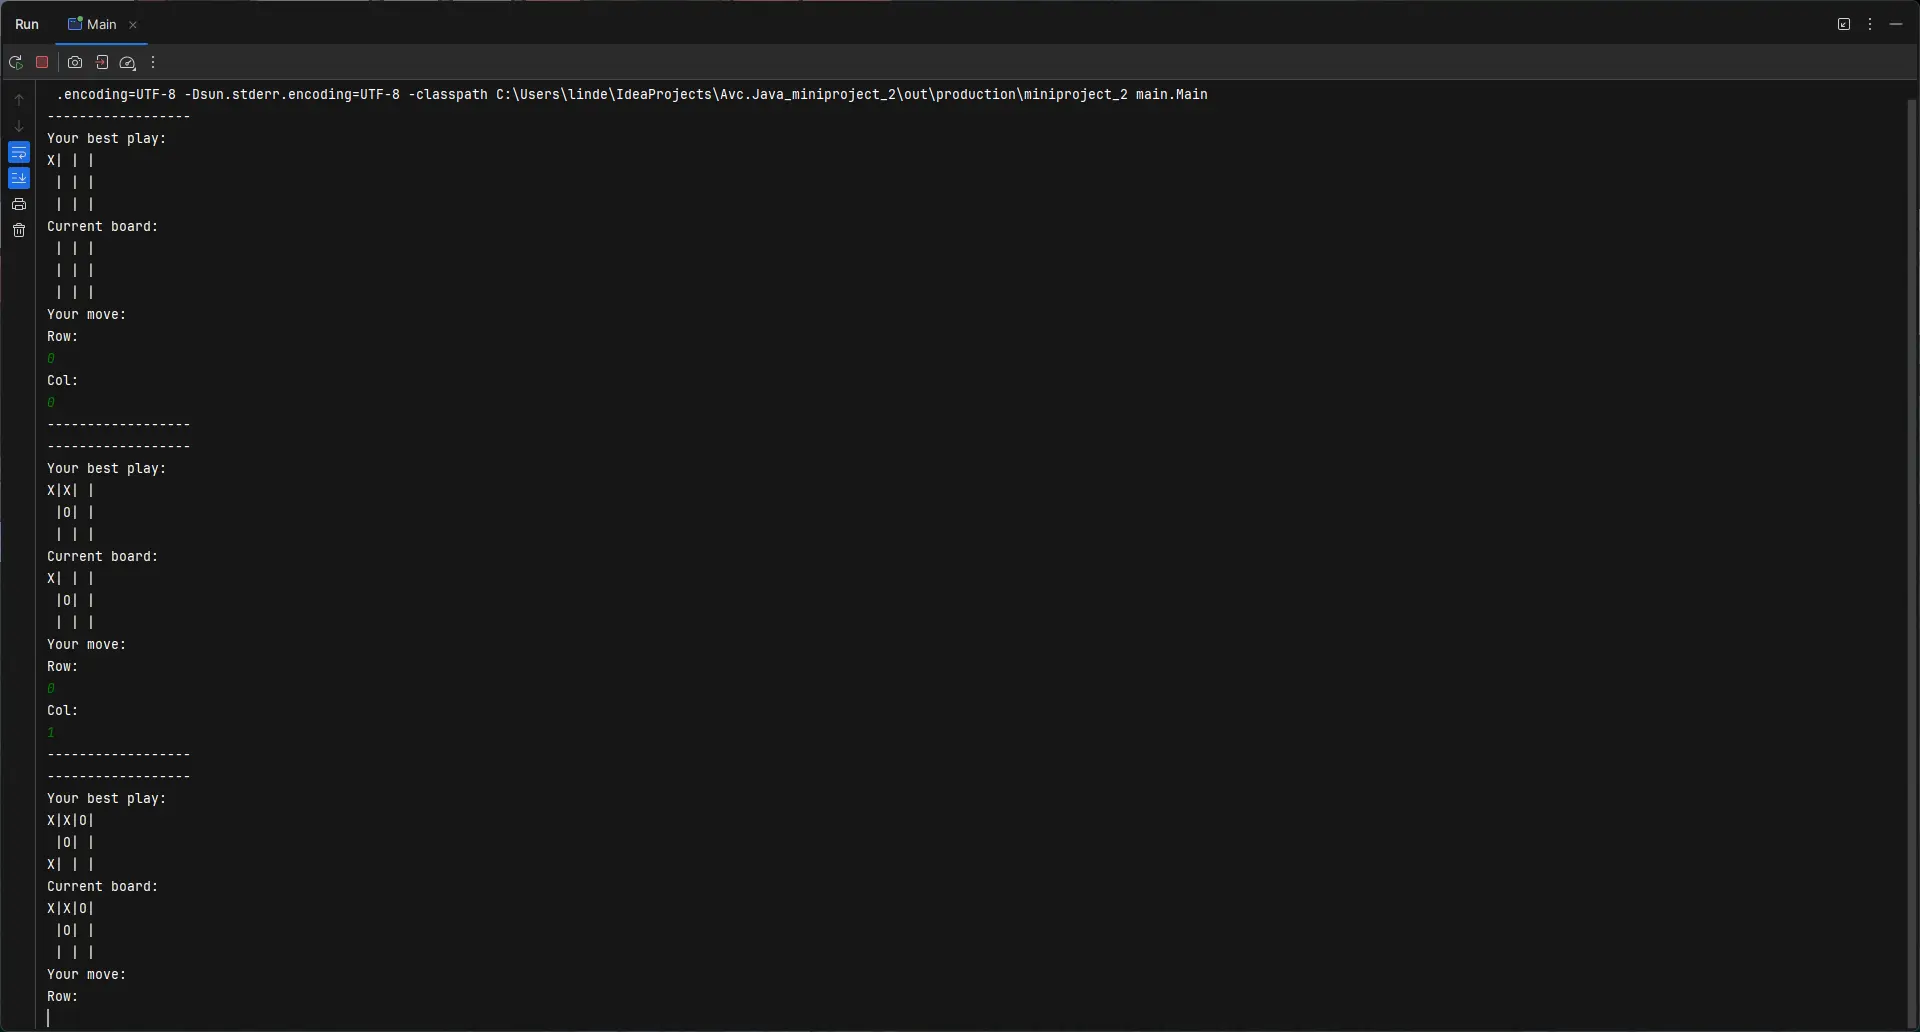 Run Main
.encoding=UTF-8 -Dsun.stderr.encoding=UTF-8 -classpath C:\Users\linde\IdeaProjects\Avc.Java_miniproject_2\out\production\miniproject_2 main.Main
------------------
Your best play:
X| | |
 | | |
 | | |
Current board:
 | | |
 | | |
 | | |
Your move:
Row:
0
Col:
0
------------------
------------------
Your best play:
X|X| |
 |O| |
 | | |
Current board:
X| | |
 |O| |
 | | |
Your move:
Row:
0
Col:
1
------------------
------------------
Your best play:
X|X|O|
 |O| |
X| | |
Current board:
X|X|O|
 |O| |
 | | |
Your move:
Row: